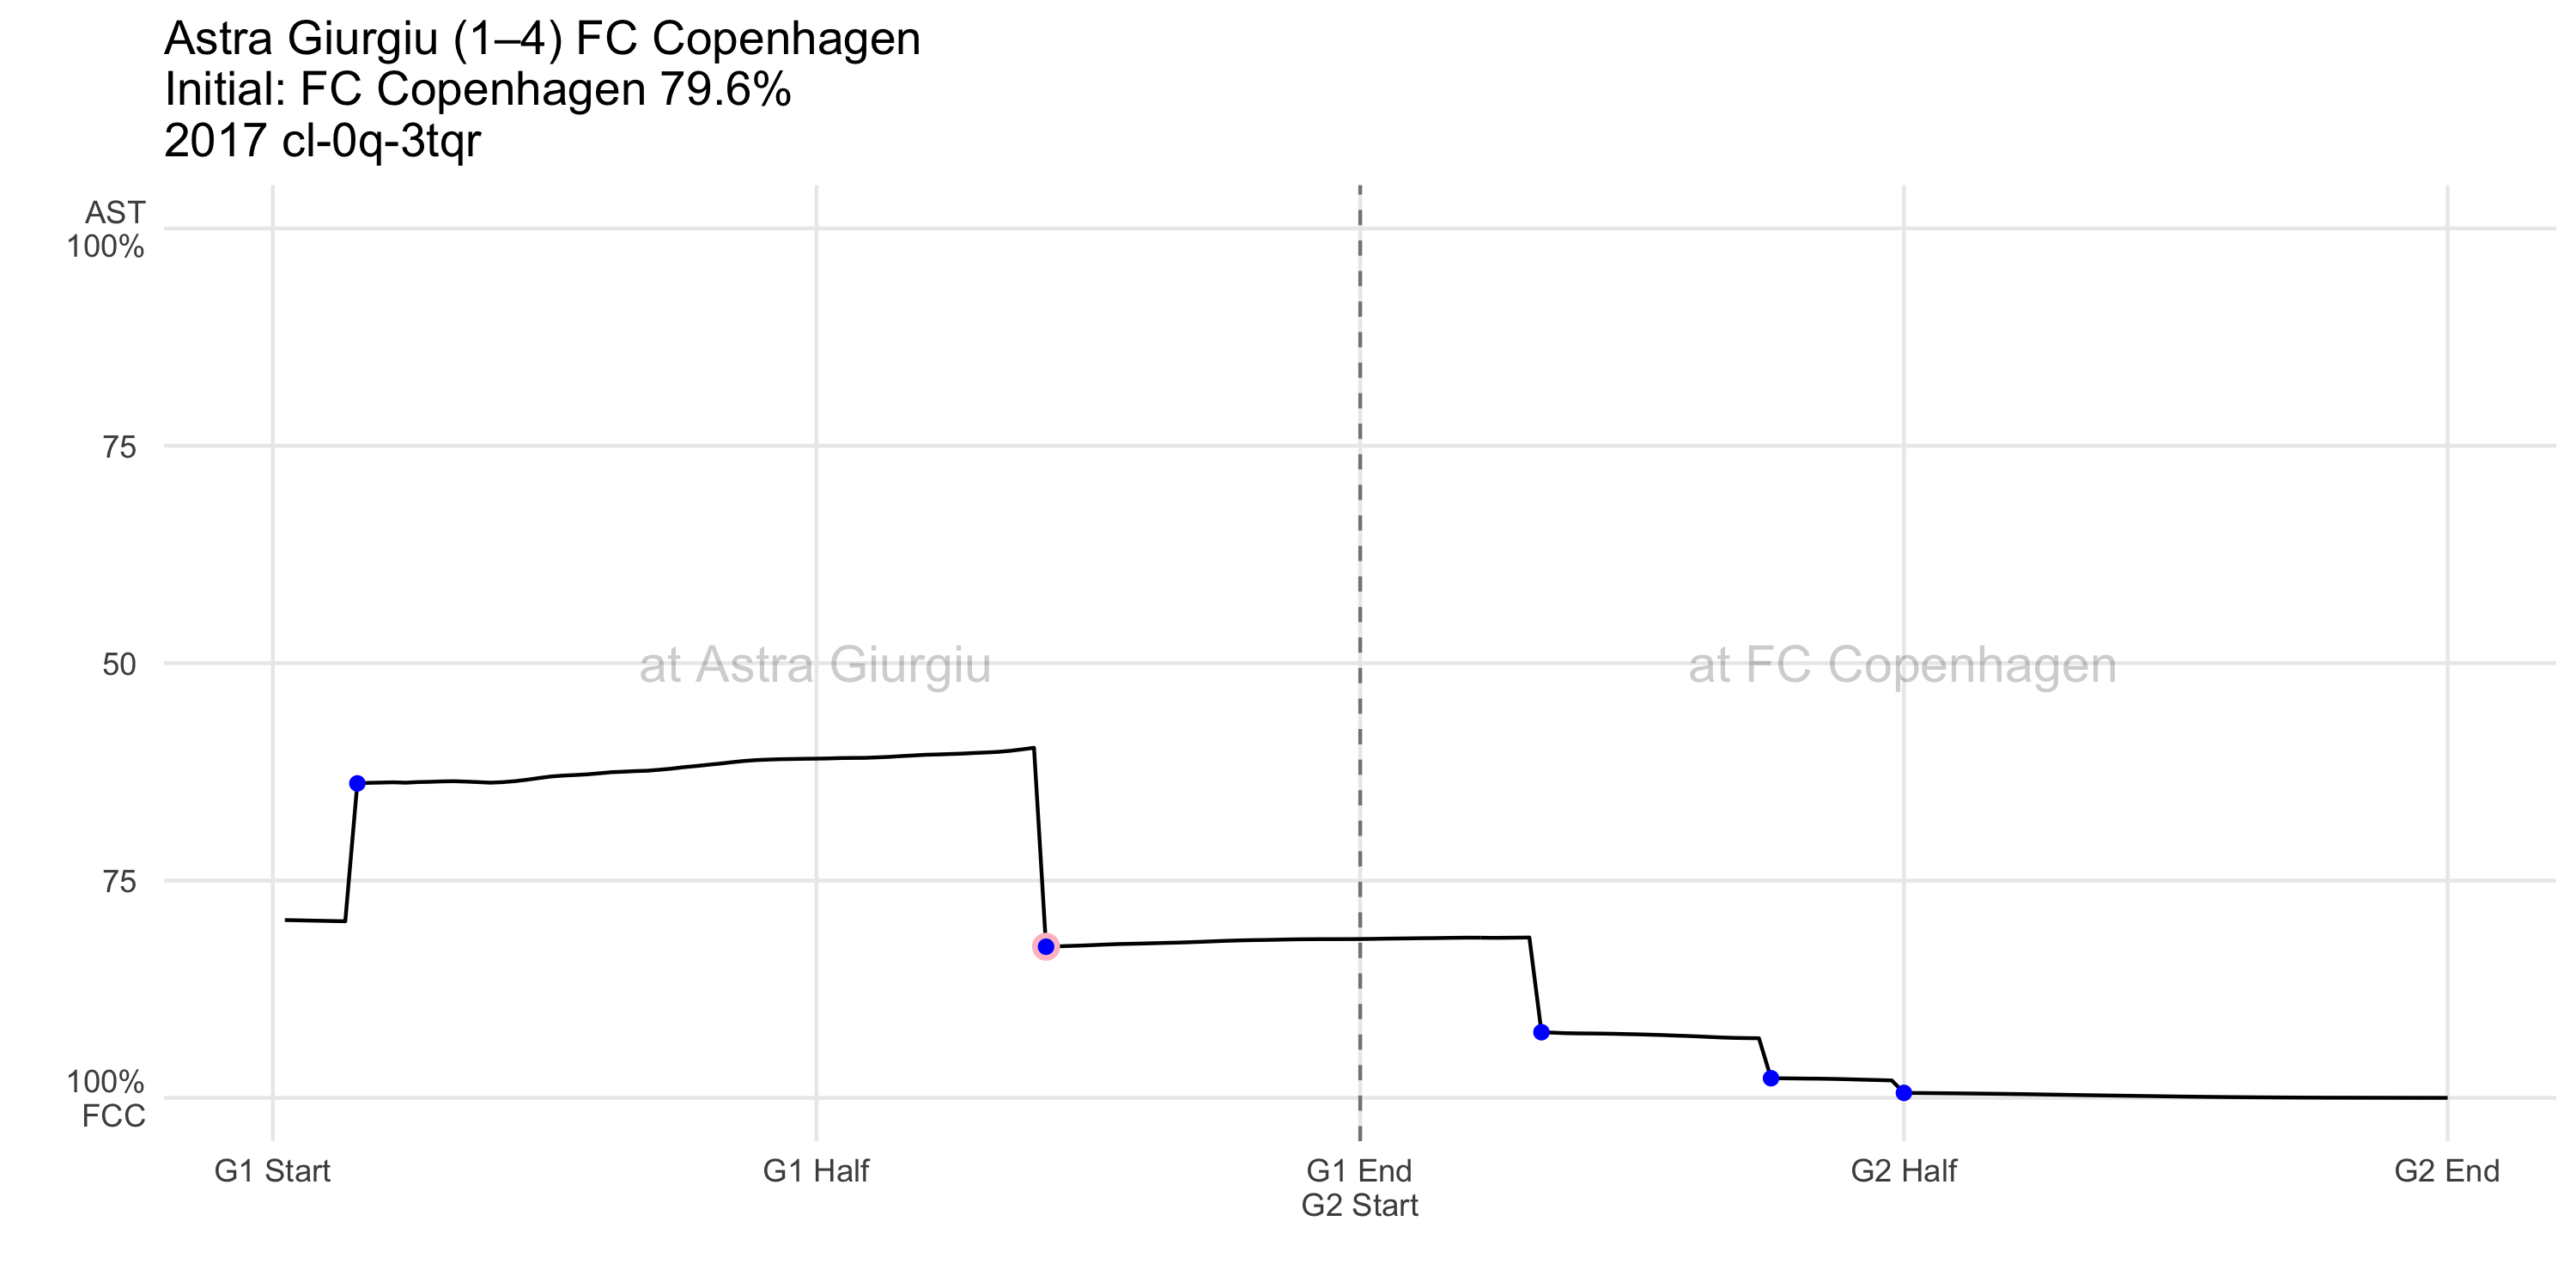 Astra Giurgiu (1–4) FC Copenhagen
Initial: FC Copenhagen 79.6%
2017 cl-0q-3tqr
AST
100%
75
50
75
100%
FCC
at Astra Giurgiu
at FC Copenhagen
G1 Start
G1 Half
G1 End
G2 Start
G2 Half
G2 End